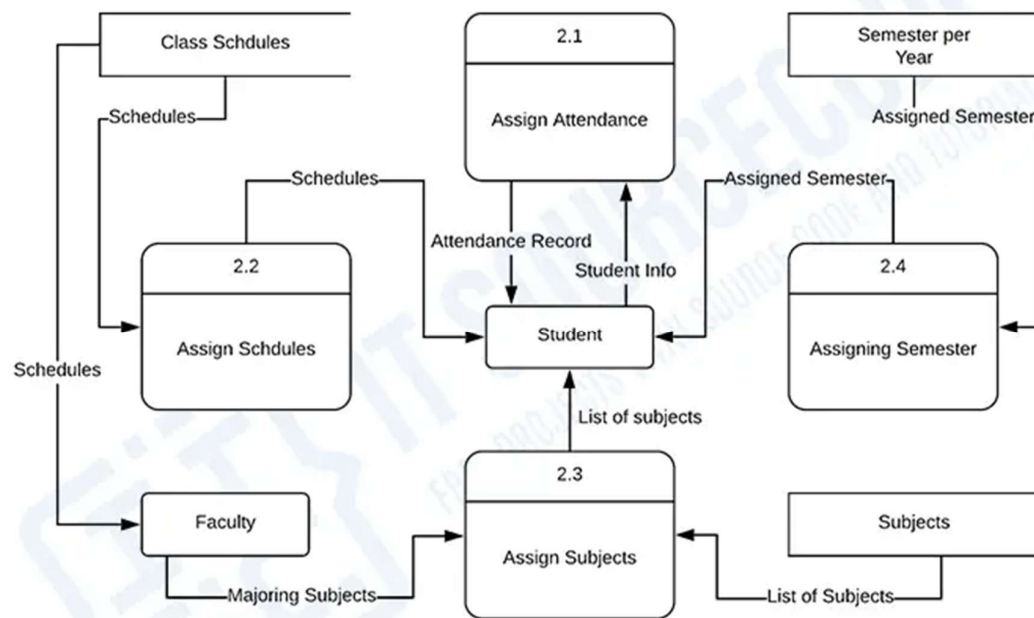 Class Schdules
2.1
Semester per
Year
Assign Attendance
Schedules
Assigned Semester
Schedules
Assigned Semester
Attendance Record
Student Info
2.2
2.4
Student
Assign Schdules
Assigning Semester
Schedules
List of subjects
2.3
Faculty
Subjects
Assign Subjects
Majoring Subjects
List of Subjects
IT SOURCECO